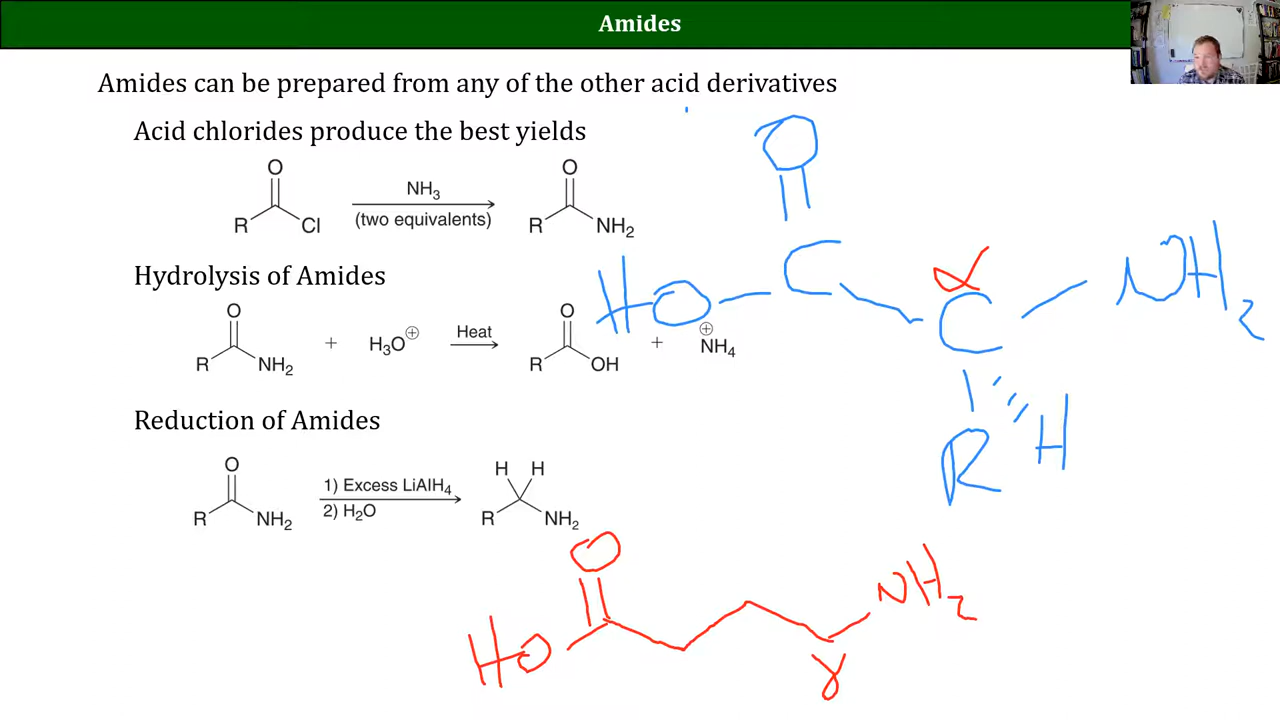 Amides
Amides can be prepared from any of the other acid derivatives
Acid chlorides produce the best yields
O
R
Cl
NH3
(two equivalents)
O
R
NH2
Hydrolysis of Amides
O
R
NH2
+
H3O⊕
Heat
O
R
OH
+
⊕
NH4
Reduction of Amides
O
R
NH2
1) Excess LiAlH4
2) H2O
H H
R
NH2
O
HO
C
α
C
NH2
R
H
O
HO
NH2
γ